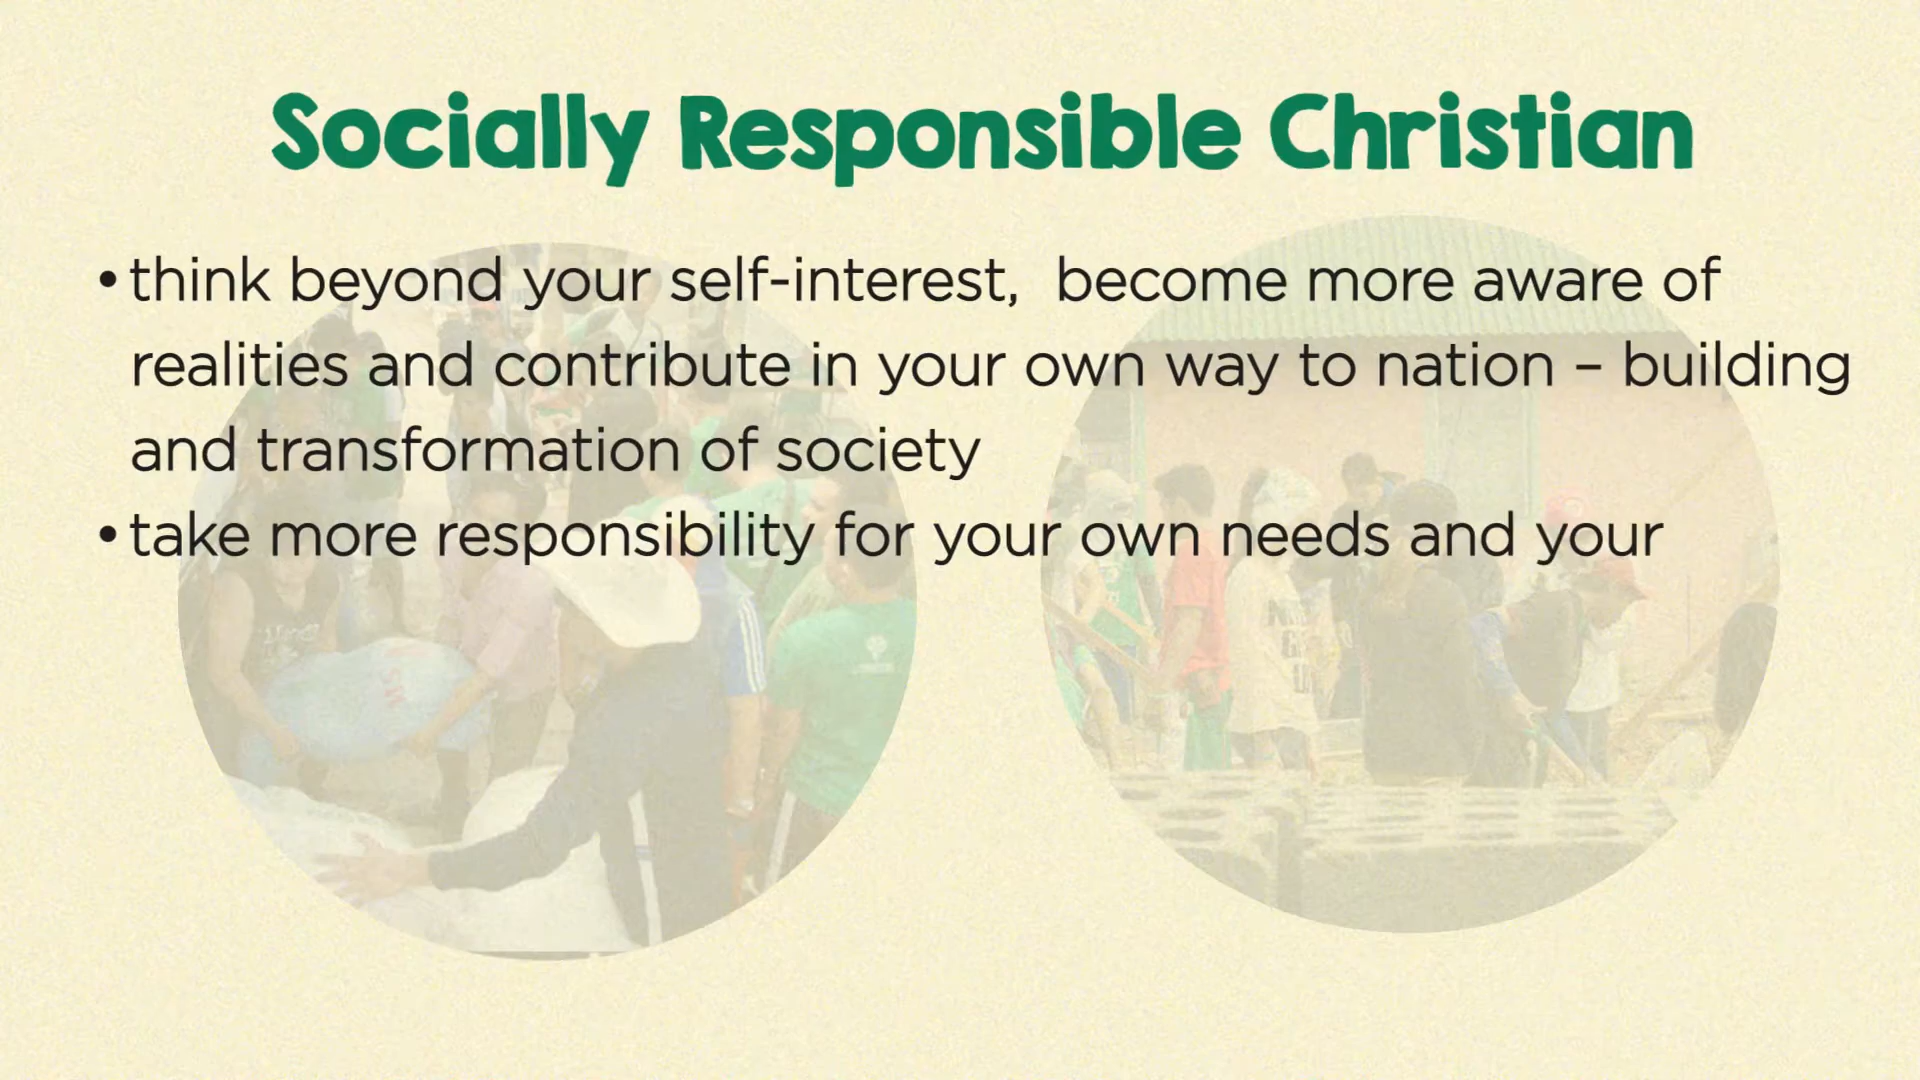 Socially Responsible Christian
• think beyond your self-interest,  become more aware of
realities and contribute in your own way to nation – building
and transformation of society
• take more responsibility for your own needs and your